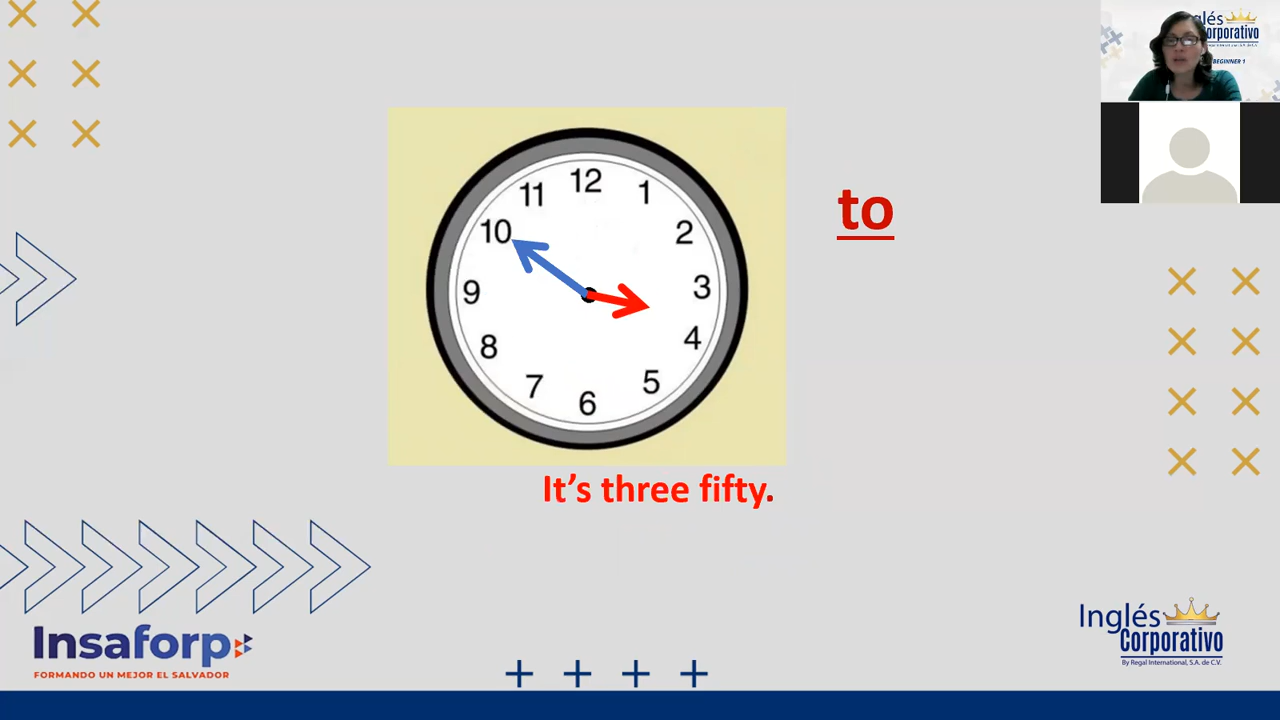 Inglés
Corporativo
BEGINNER 1
12
11
1
10
2
9
3
8
4
7
5
6
to
It’s three fifty.
Insaforp
FORMANDO UN MEJOR EL SALVADOR
Inglés
Corporativo
By Regal International, S.A. de C.V.